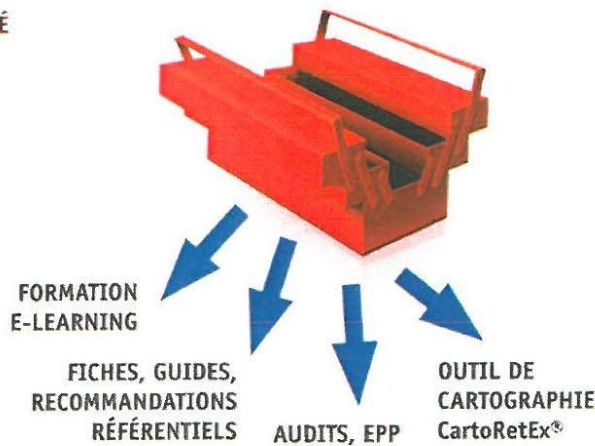 É
FORMATION
E-LEARNING
FICHES, GUIDES,
RECOMMANDATIONS
RÉFÉRENTIELS
AUDITS, EPP
OUTIL DE
CARTOGRAPHIE
CartoRetEx®